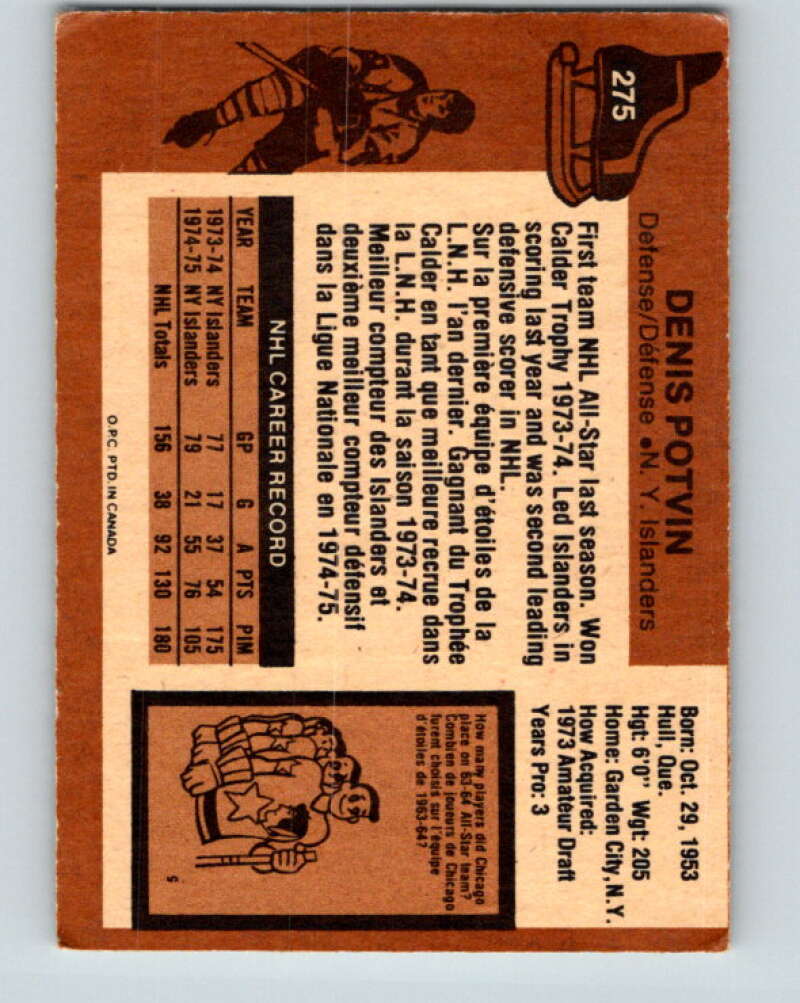 275
DENIS POTVIN
Defense/Défense • N. Y. Islanders
First team NHL All-Star last season. Won
Calder Trophy 1973-74. Led Islanders in
scoring last year and was second leading
defensive scorer in NHL.
Sur la première équipe d'étoiles de la
L.N.H. l'an dernier. Gagnant du Trophée
Calder en tant que meilleure recrue dans
la L.N.H. durant la saison 1973-74.
Meilleur compteur des Islanders et
deuxième meilleur compteur défensif
dans la Ligue Nationale en 1974-75.
NHL CAREER RECORD
YEAR TEAM GP G A PTS PIM
1973-74 NY Islanders 77 17 37 54 175
1974-75 NY Islanders 79 21 55 76 105
NHL Totals 156 38 92 130 180
O.P.C. PTD. IN CANADA
Born: Oct. 29, 1953
Hull, Que.
Hgt: 6'0" Wgt: 205
Home: Garden City, N.Y.
How Acquired:
1973 Amateur Draft
Years Pro: 3
How many players did Chicago
place on 63-64 All-Star team?
Combien de joueurs de Chicago
furent choisis sur l'équipe
d'étoiles de 1963-64?
5